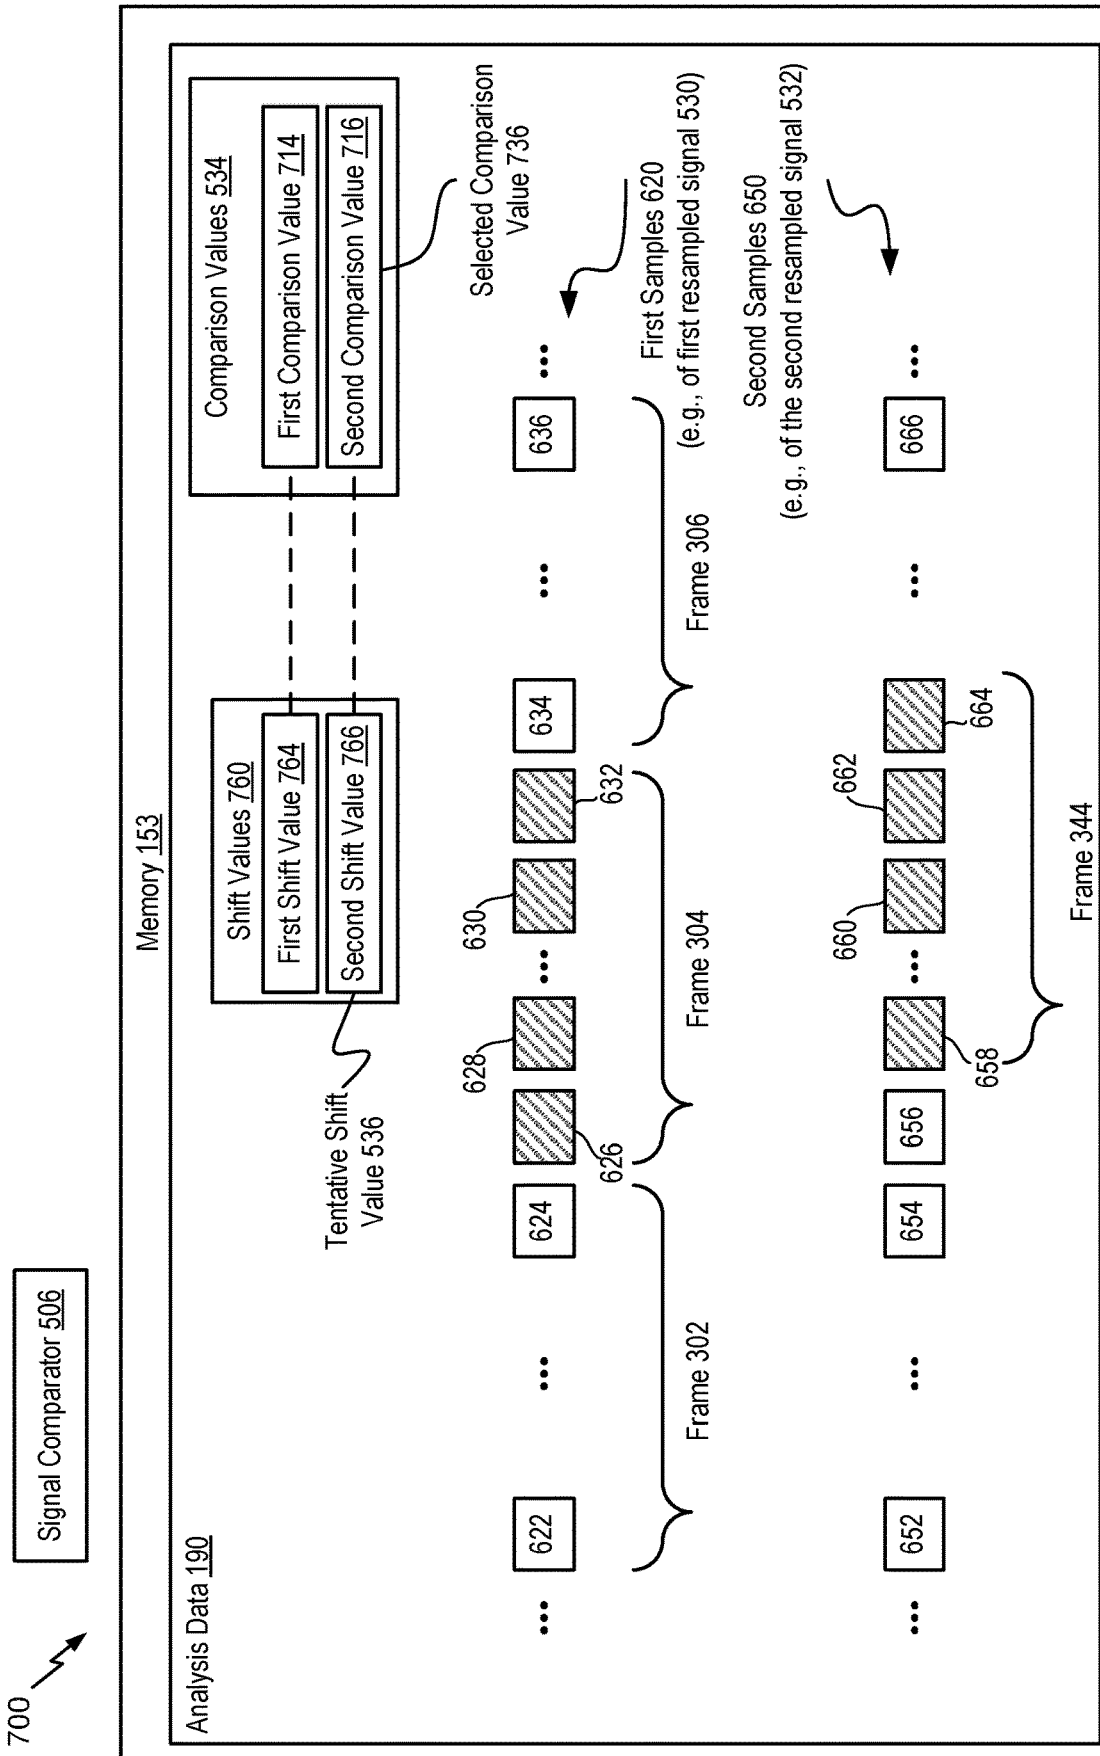 700
Signal Comparator 506
Memory 153
Analysis Data 190
Shift Values 760
First Shift Value 764
Second Shift Value 766
Tentative Shift
Value 536
Comparison Values 534
First Comparison Value 714
Second Comparison Value 716
Selected Comparison
Value 736
... 622 ... 624 626 628 ... 630 632 634 ... 636 ...
First Samples 620
(e.g., of first resampled signal 530)
Frame 302
Frame 304
Frame 306
Second Samples 650
(e.g., of the second resampled signal 532)
... 652 ... 654 656 658 ... 660 662 664 ... 666 ...
Frame 344